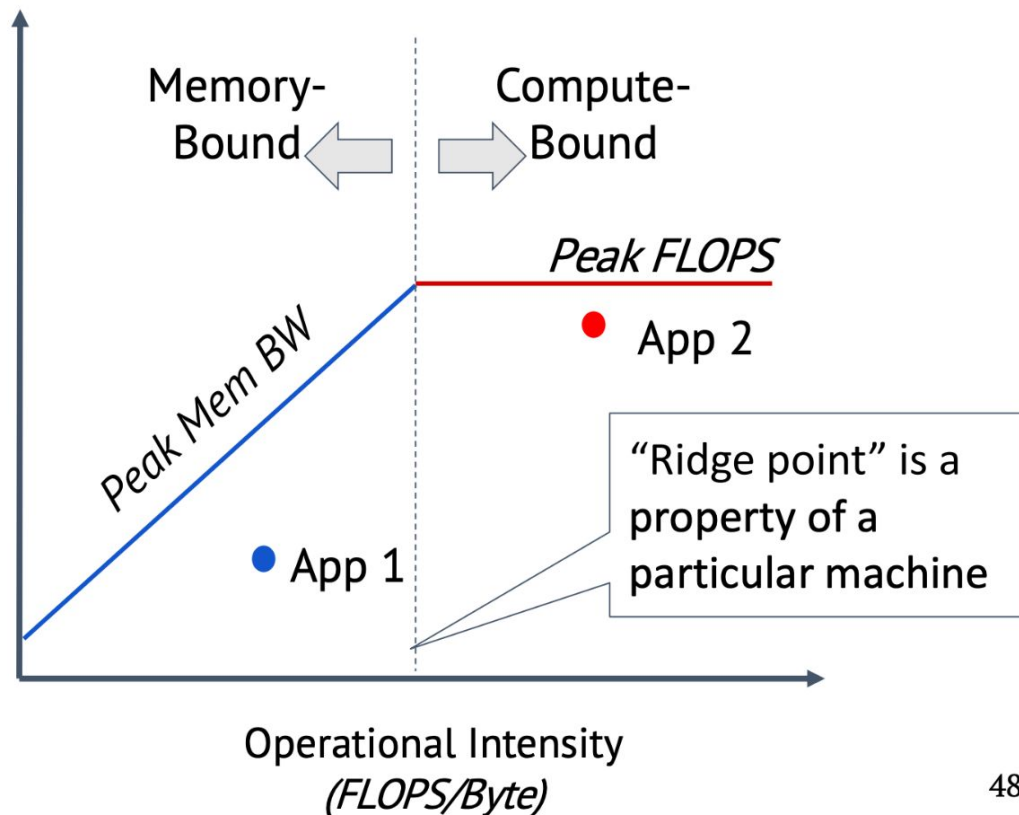 Memory-
Bound
Compute-
Bound
Peak FLOPS
Peak Mem BW
App 2
App 1
“Ridge point” is a
property of a
particular machine
Operational Intensity
(FLOPS/Byte)
48